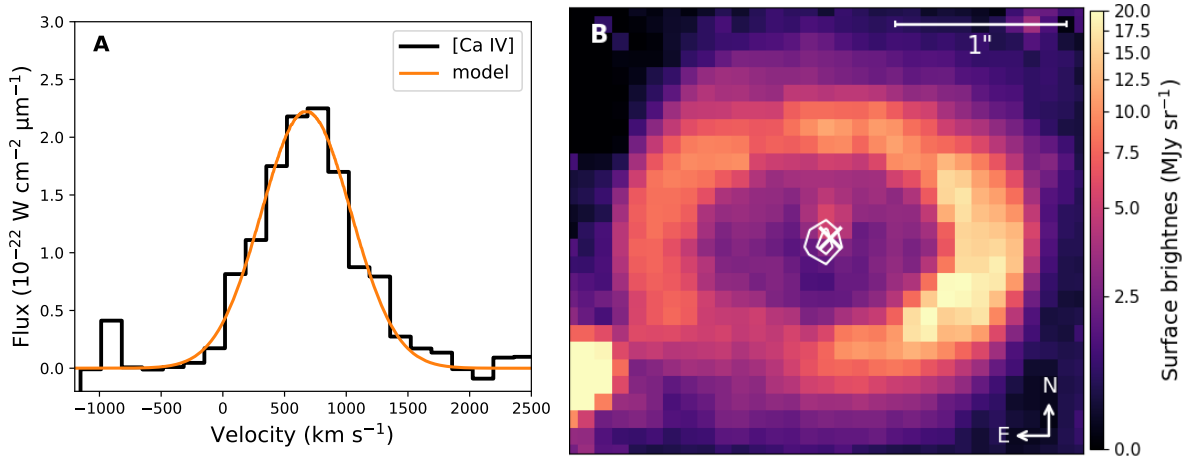 A
[Ca IV]
model
3.0
2.5
2.0
1.5
1.0
0.5
0.0
Flux (10⁻²² W cm⁻² μm⁻¹)
−1000
−500
0
500
1000
1500
2000
2500
Velocity (km s⁻¹)
B
1"
N
E
20.0
17.5
15.0
12.5
10.0
7.5
5.0
2.5
0.0
Surface brightnes (MJy sr⁻¹)